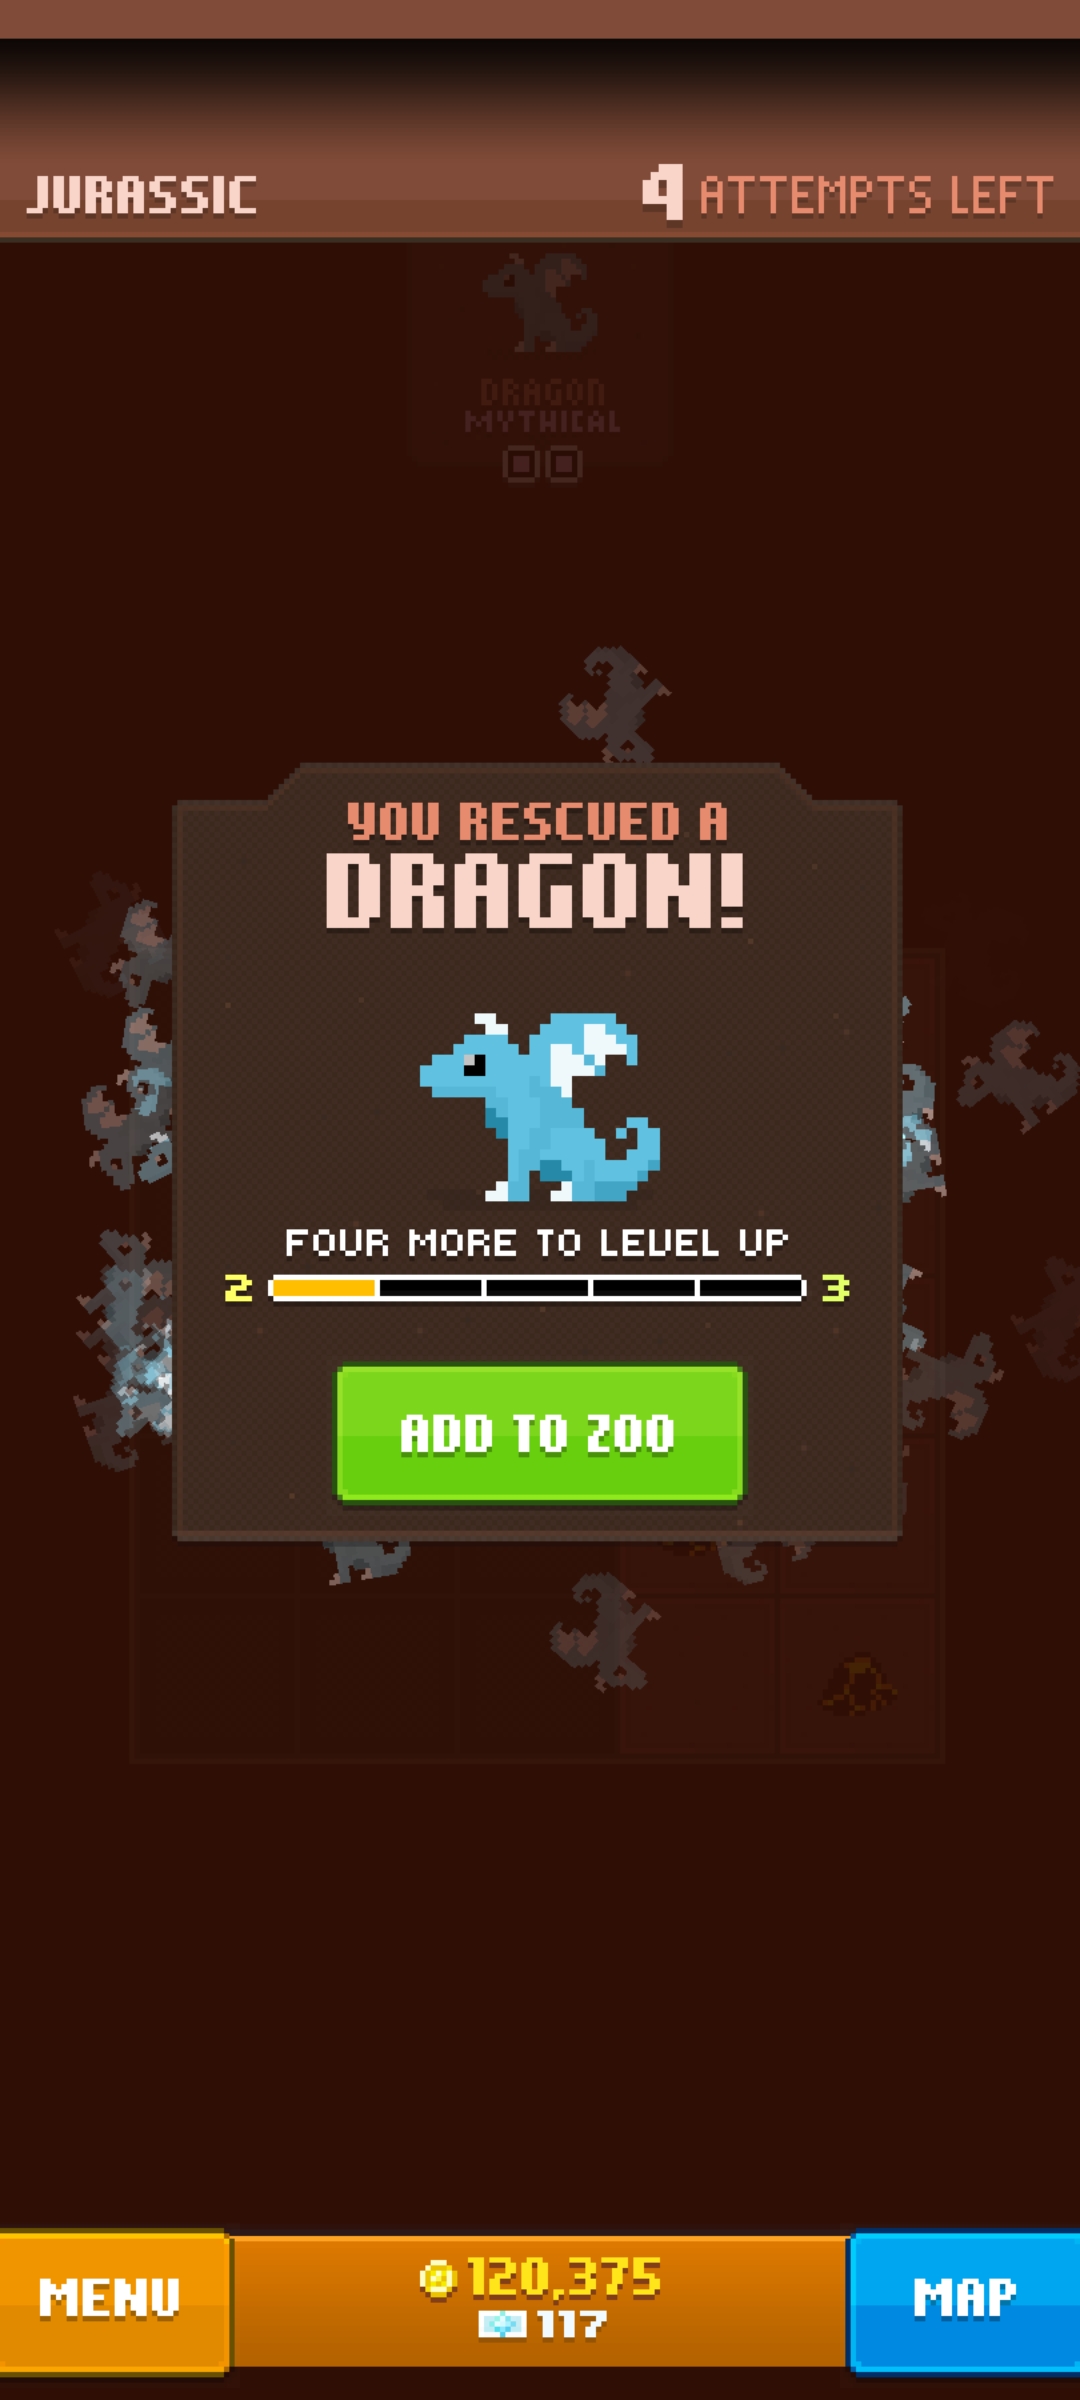 JURASSIC
9 ATTEMPTS LEFT
DRAGON
MYTHICAL
YOU RESCUED A
DRAGON!
FOUR MORE TO LEVEL UP
2 3
ADD TO ZOO
MENU
120,375
117
MAP